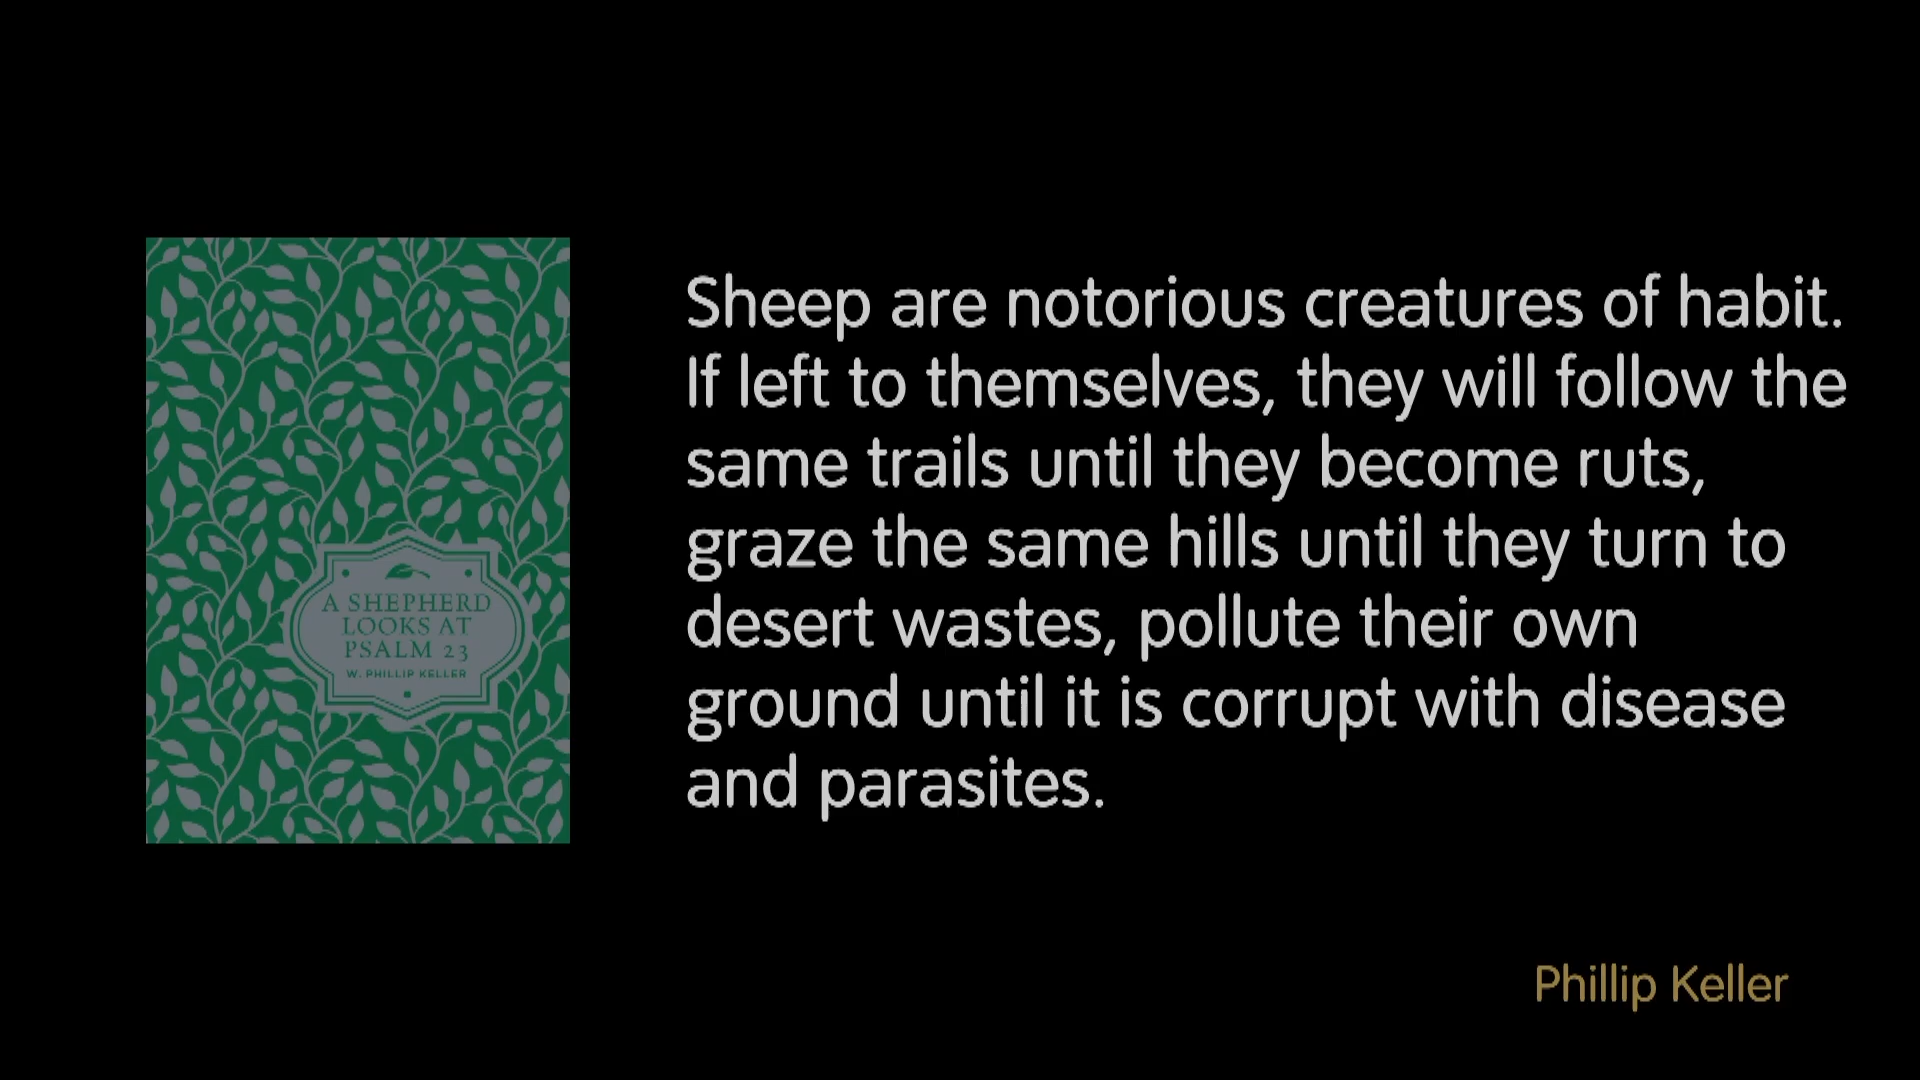 A SHEPHERD
LOOKS AT
PSALM 23
W. PHILLIP KELLER
Sheep are notorious creatures of habit.
If left to themselves, they will follow the
same trails until they become ruts,
graze the same hills until they turn to
desert wastes, pollute their own
ground until it is corrupt with disease
and parasites.
Phillip Keller